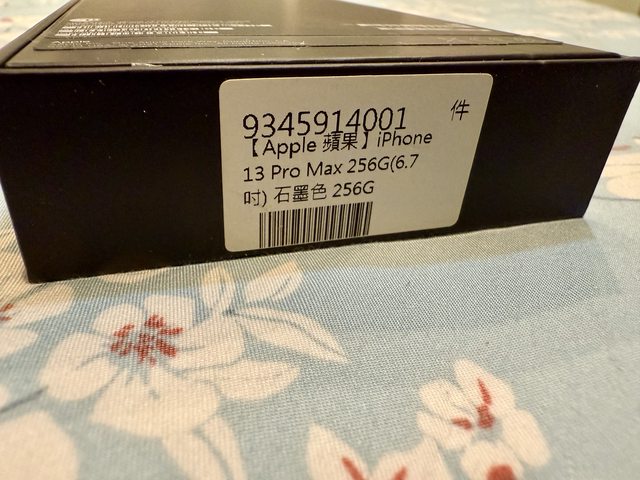 9345914001
件
【Apple 蘋果】iPhone
13 Pro Max 256G(6.7
吋) 石墨色 256G